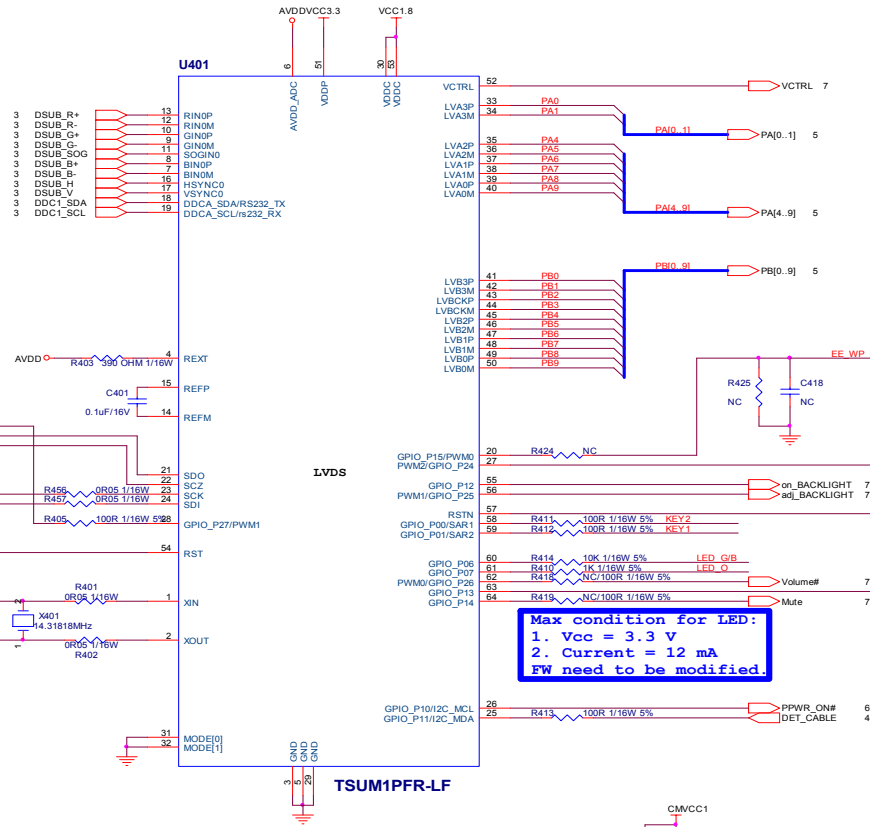 AVDD VCC3.3 VCC1.8
U401
6 51 30 53
AVDD_ADC VDDP VDDC VDDC
3 DSUB_R+ 13 RIN0P
3 DSUB_R- 12 RIN0M
3 DSUB_G+ 10 GIN0P
3 DSUB_G- 9 GIN0M
3 DSUB_SOG 11 SOGIN0
3 DSUB_B+ 8 BIN0P
3 DSUB_B- 7 BIN0M
3 DSUB_H 16 HSYNC0
3 DSUB_V 17 VSYNC0
3 DDC1_SDA 18 DDCA_SDA/RS232_TX
3 DDC1_SCL 19 DDCA_SCL/rs232_RX
VCTRL 52 VCTRL 7
LVA3P 33 PA0
LVA3M 34 PA1
PA[0..1] PA[0..1] 5
LVA2P 35 PA4
LVA2M 36 PA5
LVA1P 37 PA6
LVA1M 38 PA7
LVA0P 39 PA8
LVA0M 40 PA9
PA[4..9] PA[4..9] 5
PB[0..9] PB[0..9] 5
LVB3P 41 PB0
LVB3M 42 PB1
LVBCKP 43 PB2
LVBCKM 44 PB3
LVB2P 45 PB4
LVB2M 46 PB5
LVB1P 47 PB6
LVB1M 48 PB7
LVB0P 49 PB8
LVB0M 50 PB9
AVDD R403 390 OHM 1/16W 4 REXT
EE_WP
R425 NC
C418 NC
15 REFP
C401
0.1uF/16V
14 REFM
LVDS
GPIO_P15/PWM0 20 R424 NC
PWM2/GPIO_P24 27
21 SDO
22 SCZ
R456 0R05 1/16W 23 SCK
R457 0R05 1/16W 24 SDI
R405 100R 1/16W 5% 28 GPIO_P27/PWM1
GPIO_P12 55 on_BACKLIGHT 7
PWM1/GPIO_P25 56 adj_BACKLIGHT 7
RSTN 57
GPIO_P00/SAR1 58 R411 100R 1/16W 5% KEY2
GPIO_P01/SAR2 59 R412 100R 1/16W 5% KEY1
54 RST
GPIO_P06 60 R414 10K 1/16W 5% LED_G/B
GPIO_P07 61 R410 1K 1/16W 5% LED_O
PWM0/GPIO_P26 62 R418 NC/100R 1/16W 5% Volume# 7
GPIO_P13 63
GPIO_P14 64 R419 NC/100R 1/16W 5% Mute 7
R401
0R05 1/16W 1 XIN
2 X401
14.31818MHz
1
0R05 1/16W 2 XOUT
R402
Max condition for LED:
1. Vcc = 3.3 V
2. Current = 12 mA
FW need to be modified.
GPIO_P10/I2C_MCL 26 PPWR_ON# 6
GPIO_P11/I2C_MDA 25 R413 100R 1/16W 5% DET_CABLE 4
31 MODE[0]
32 MODE[1]
GND GND GND
3 5 29
TSUM1PFR-LF
CMVCC1